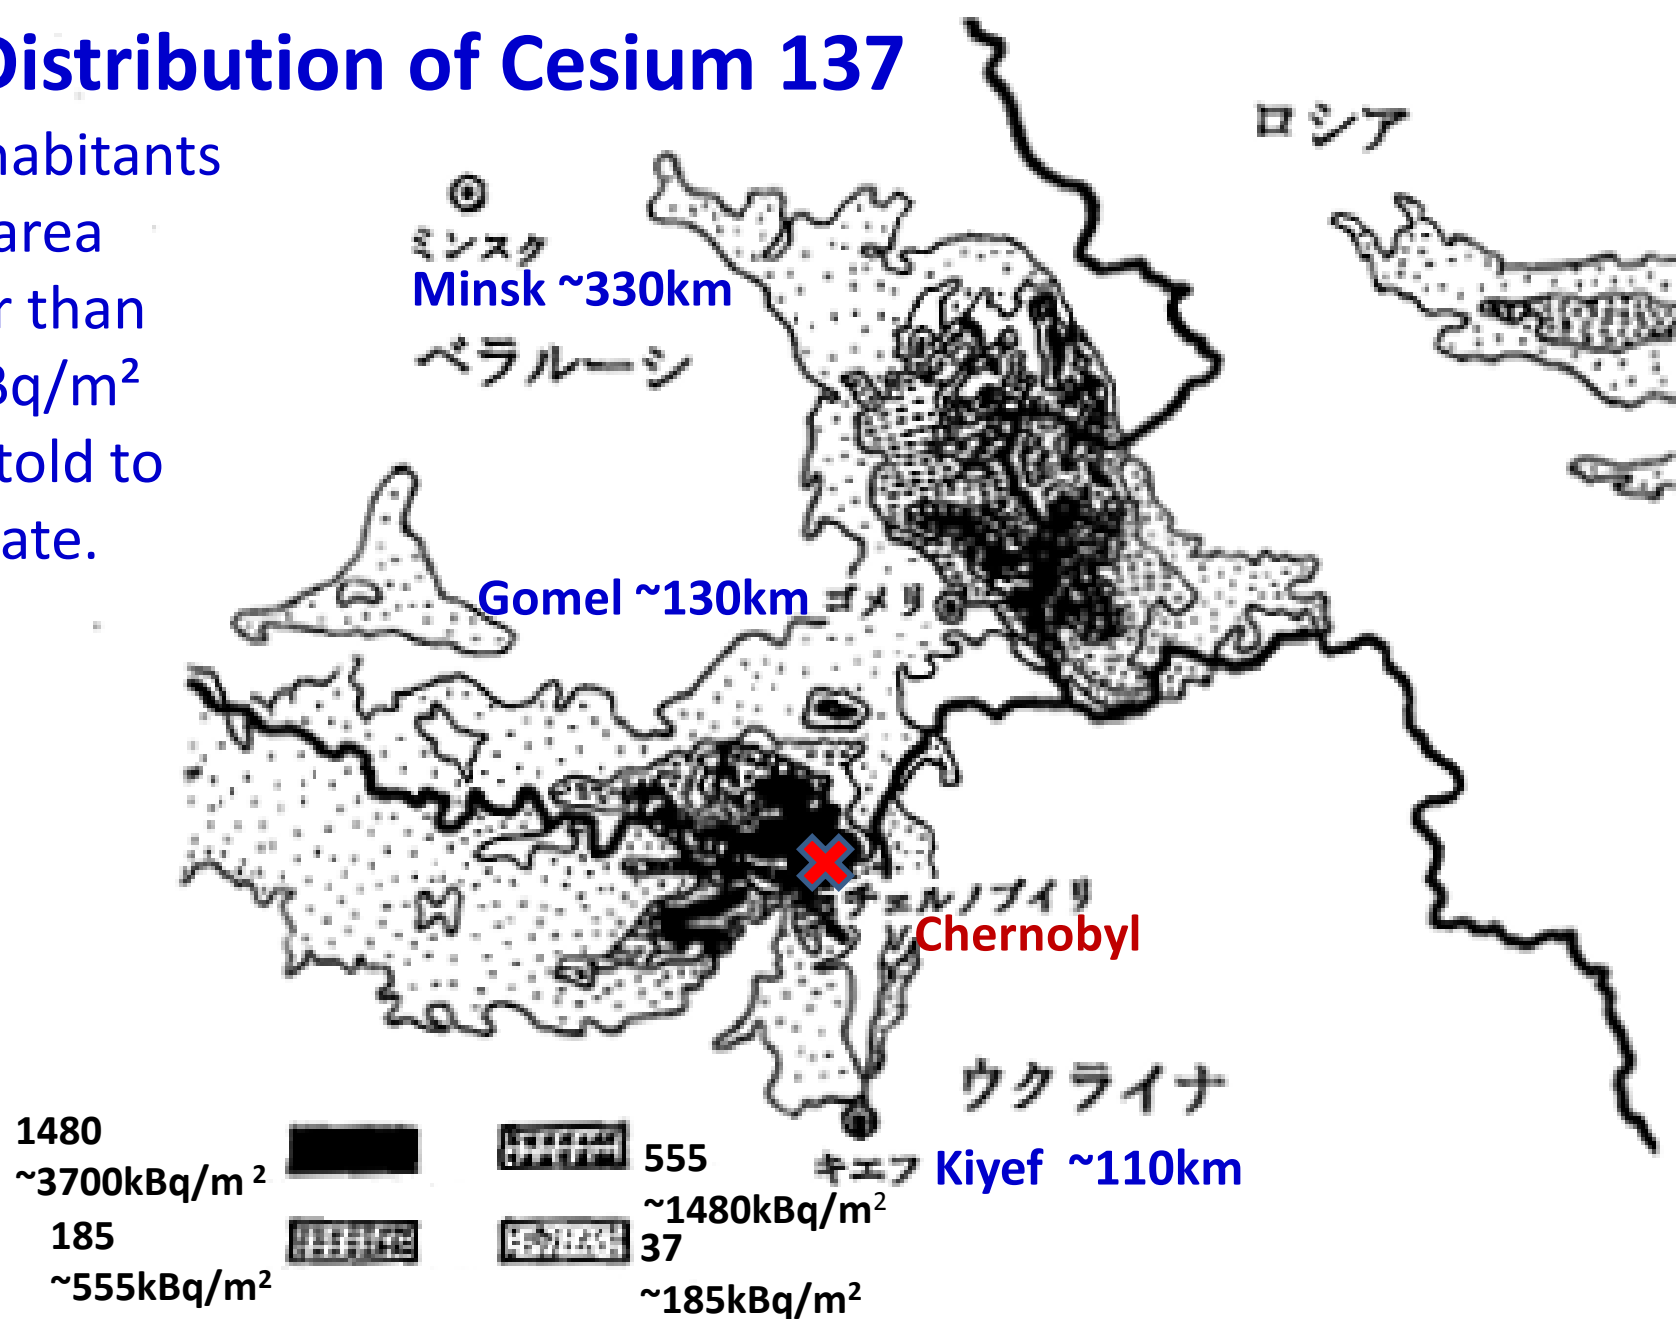 Distribution of Cesium 137
habitants
area
r than
Bq/m²
told to
ate.
ロシア
ミンスク
Minsk ~330km
ベラルーシ
Gomel ~130km ゴメリ
チェルノブイリ
Chernobyl
ウクライナ
キエフ Kiyef ~110km
1480
~3700kBq/m²
555
~1480kBq/m²
185
~555kBq/m²
37
~185kBq/m²